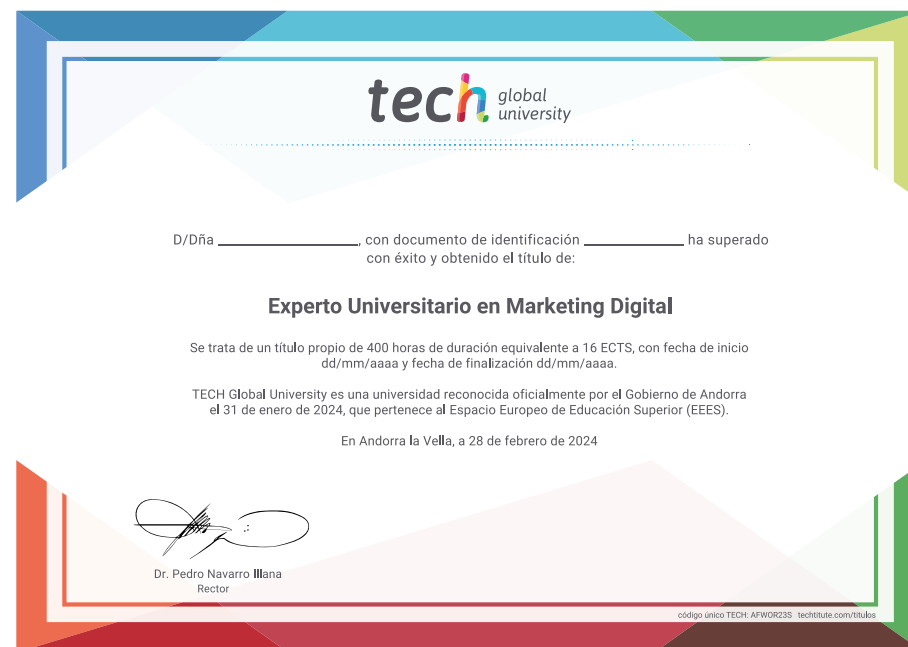 tech global university
D/Dña ______________, con documento de identificación __________ ha superado
con éxito y obtenido el título de:
Experto Universitario en Marketing Digital
Se trata de un título propio de 400 horas de duración equivalente a 16 ECTS, con fecha de inicio
dd/mm/aaaa y fecha de finalización dd/mm/aaaa.
TECH Global University es una universidad reconocida oficialmente por el Gobierno de Andorra
el 31 de enero de 2024, que pertenece al Espacio Europeo de Educación Superior (EEES).
En Andorra la Vella, a 28 de febrero de 2024
Dr. Pedro Navarro Illana
Rector
código único TECH: AFWOR23S techtitute.com/titulos